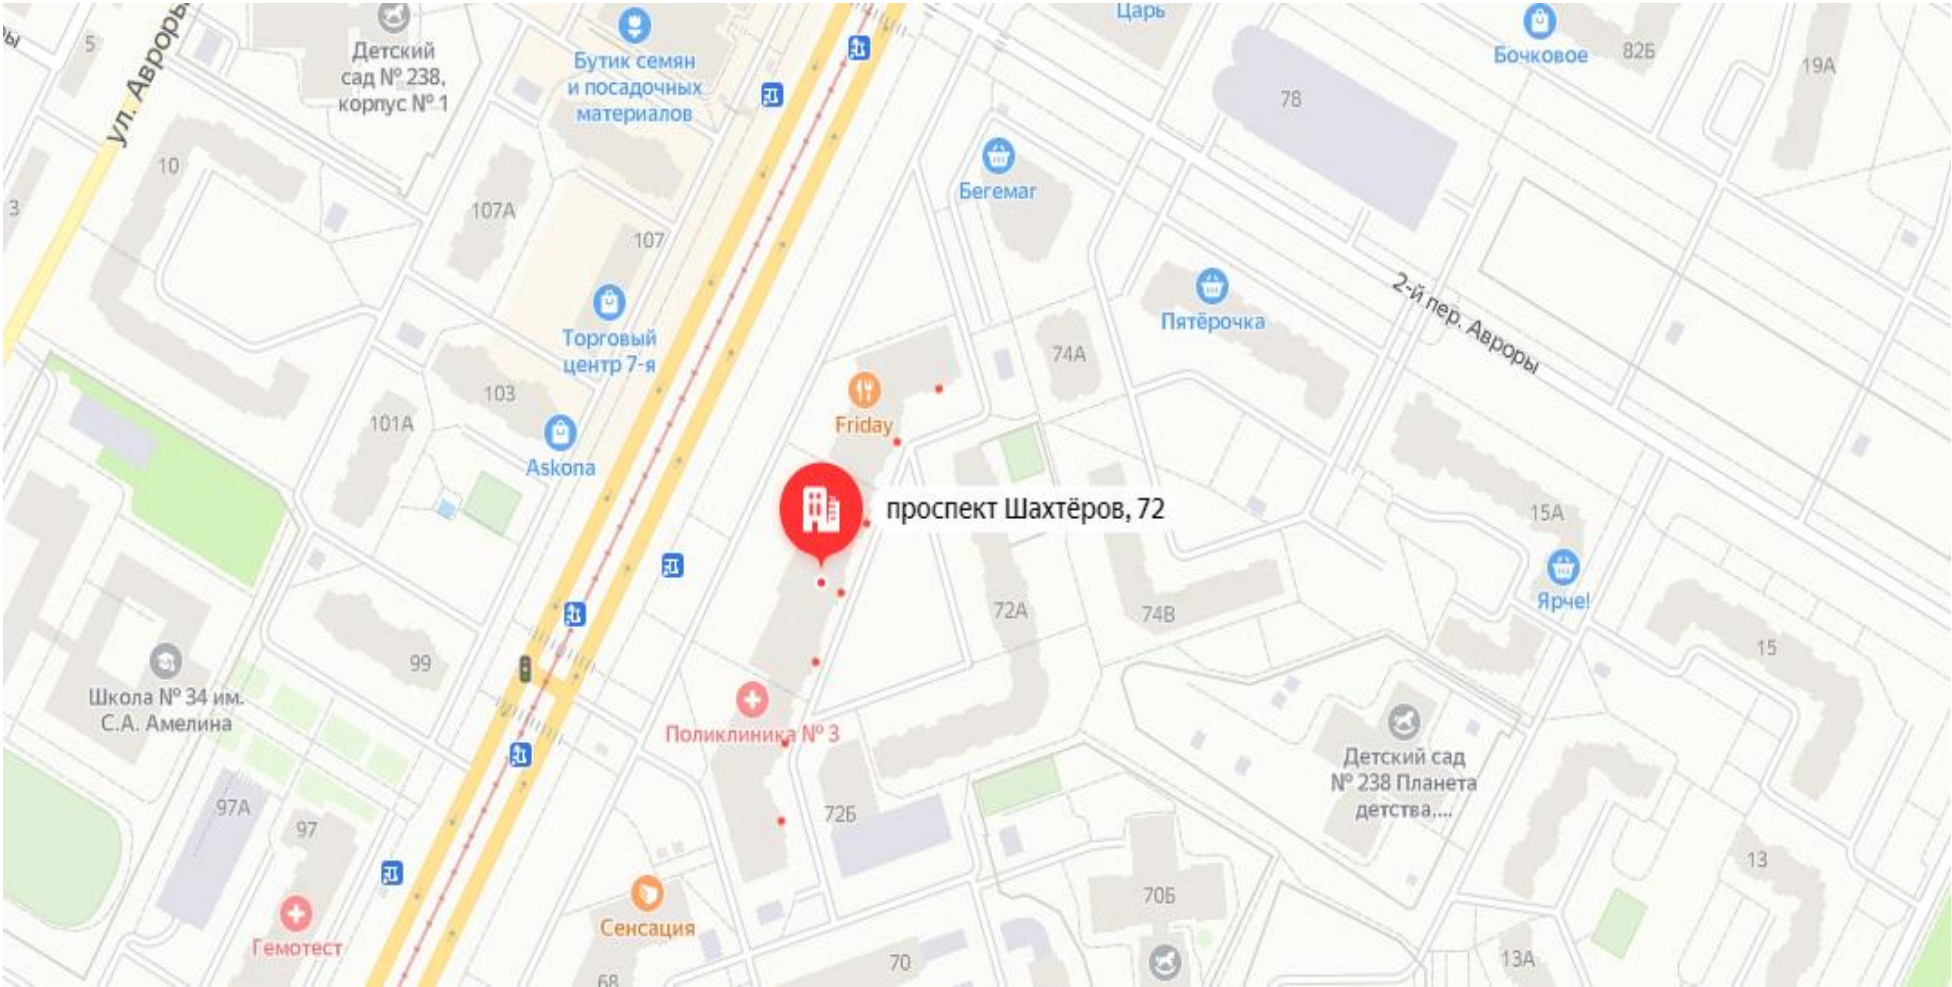 Царь
Бочковое
82Б
19А
5
ул. Авроры
Детский
сад № 238,
корпус № 1
Бутик семян
и посадочных
материалов
78
10
107А
107
Бегемаг
3
Торговый
центр 7-я
Пятёрочка
2-й пер. Авроры
74А
103
101А
Askona
Friday
проспект Шахтёров, 72
15А
Ярче!
72А
74В
99
15
Школа № 34 им.
С.А. Амелина
Поликлиника № 3
Детский сад
№ 238 Планета
детства....
97А
97
72Б
13
70Б
Сенсация
Гемотест
68
70
13А